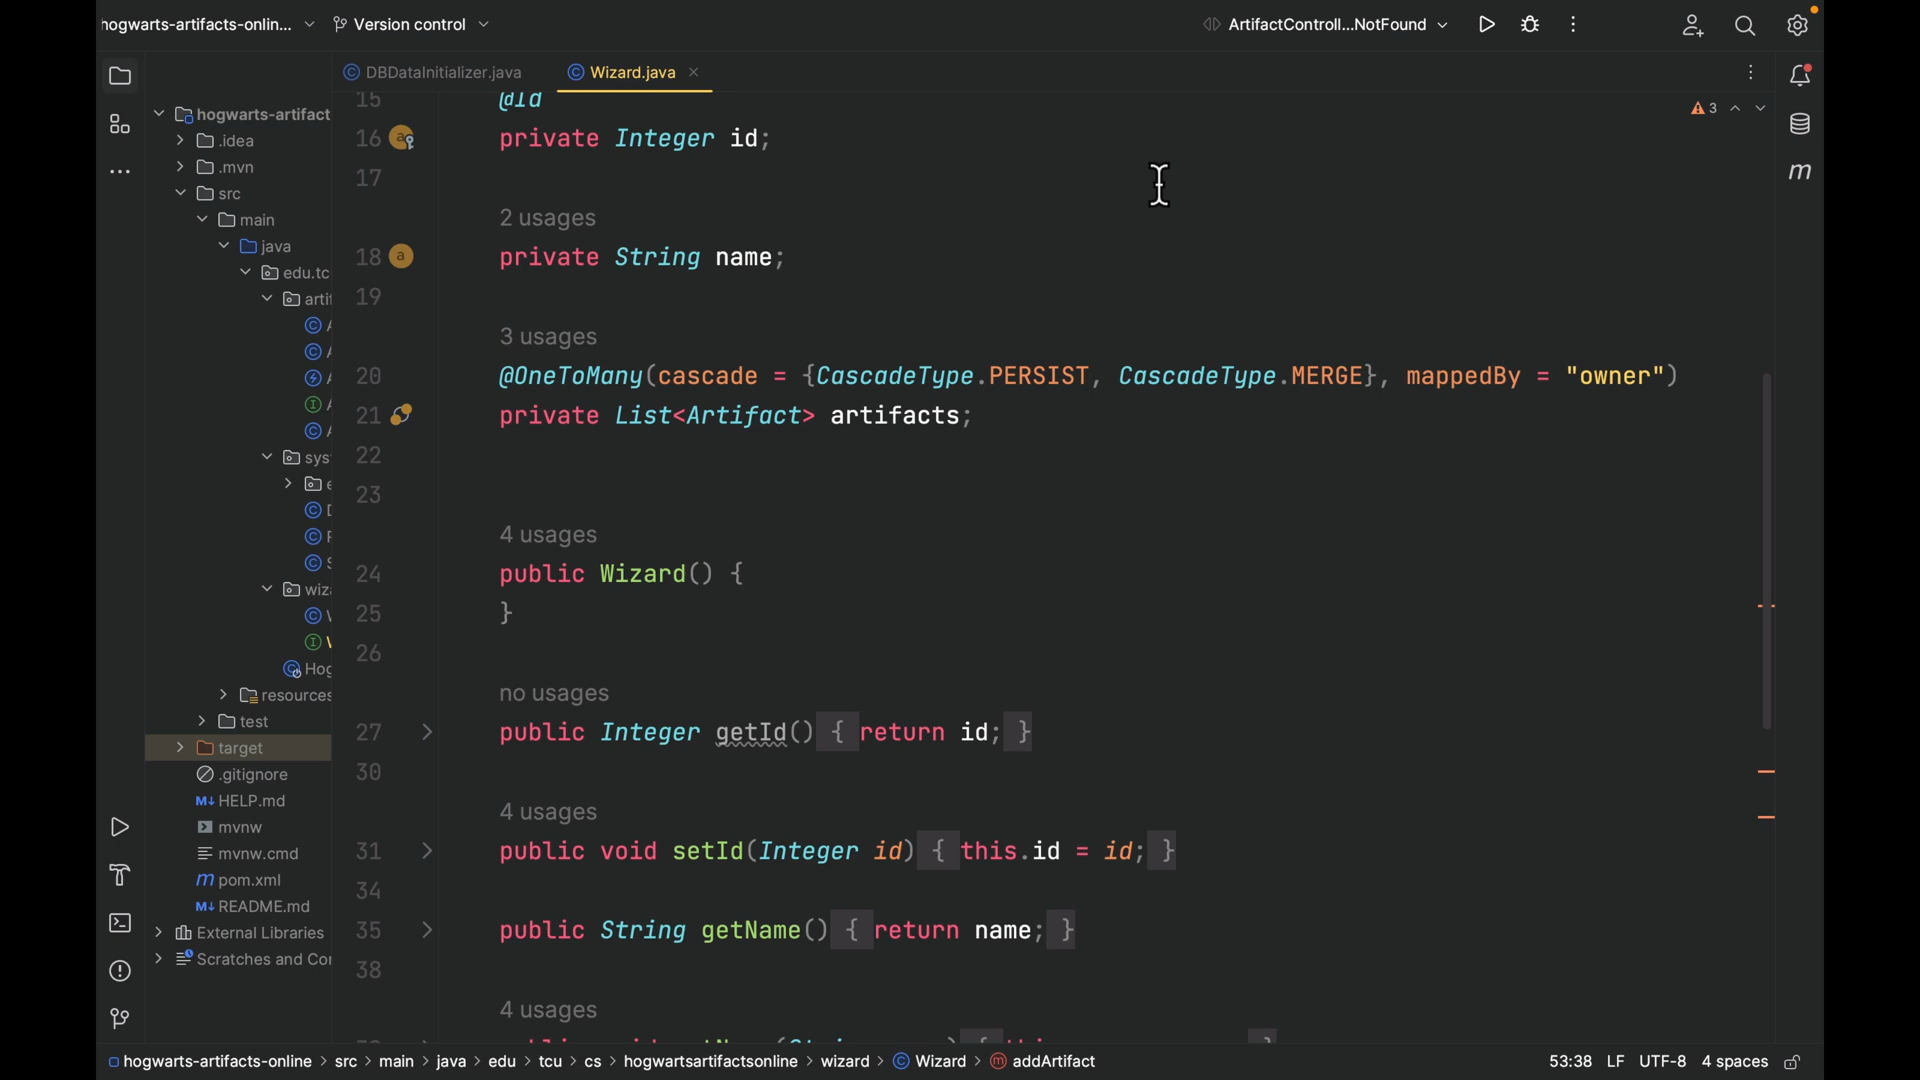 hogwarts-artifacts-onlin... Version control ArtifactControll...NotFound
DBDataInitializer.java Wizard.java
hogwarts-artifact
.idea
.mvn
src
main
java
edu.tc
artif
A
A
A
A
A
sys
e
D
S
wiza
W
W
Hog
resources
test
target
.gitignore
HELP.md
mvnw
mvnw.cmd
pom.xml
README.md
External Libraries
Scratches and Con
3
15 @Id
16 private Integer id;
17
2 usages
18 private String name;
19
3 usages
20 @OneToMany(cascade = {CascadeType.PERSIST, CascadeType.MERGE}, mappedBy = "owner")
21 private List<Artifact> artifacts;
22
23
4 usages
24 public Wizard() {
25 }
26
no usages
27 public Integer getId() { return id; }
30
4 usages
31 public void setId(Integer id) { this.id = id; }
34
35 public String getName() { return name; }
38
4 usages
hogwarts-artifacts-online > src > main > java > edu > tcu > cs > hogwartsartifactsonline > wizard > Wizard > addArtifact 53:38 LF UTF-8 4 spaces